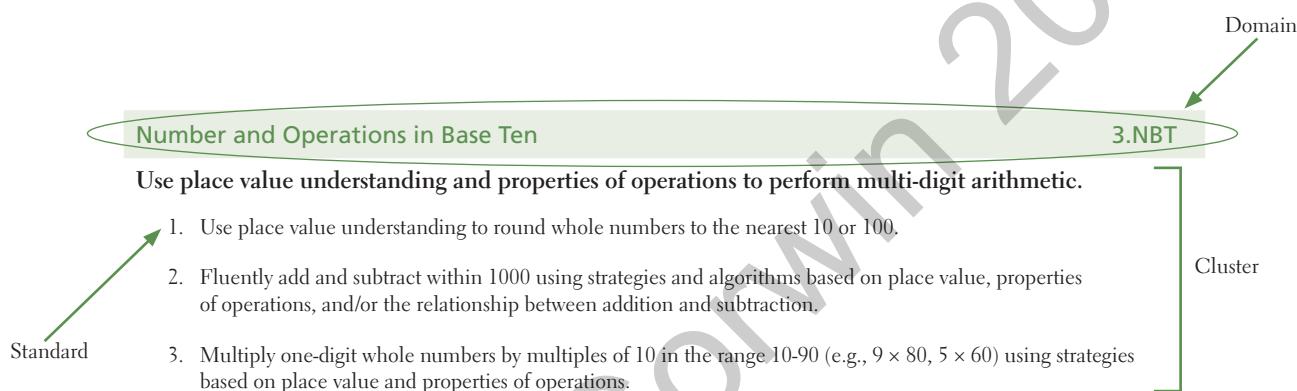 Domain
Number and Operations in Base Ten 3.NBT
Use place value understanding and properties of operations to perform multi-digit arithmetic.
1. Use place value understanding to round whole numbers to the nearest 10 or 100.
2. Fluently add and subtract within 1000 using strategies and algorithms based on place value, properties
of operations, and/or the relationship between addition and subtraction.
Cluster
Standard
3. Multiply one-digit whole numbers by multiples of 10 in the range 10-90 (e.g., 9 × 80, 5 × 60) using strategies
based on place value and properties of operations.